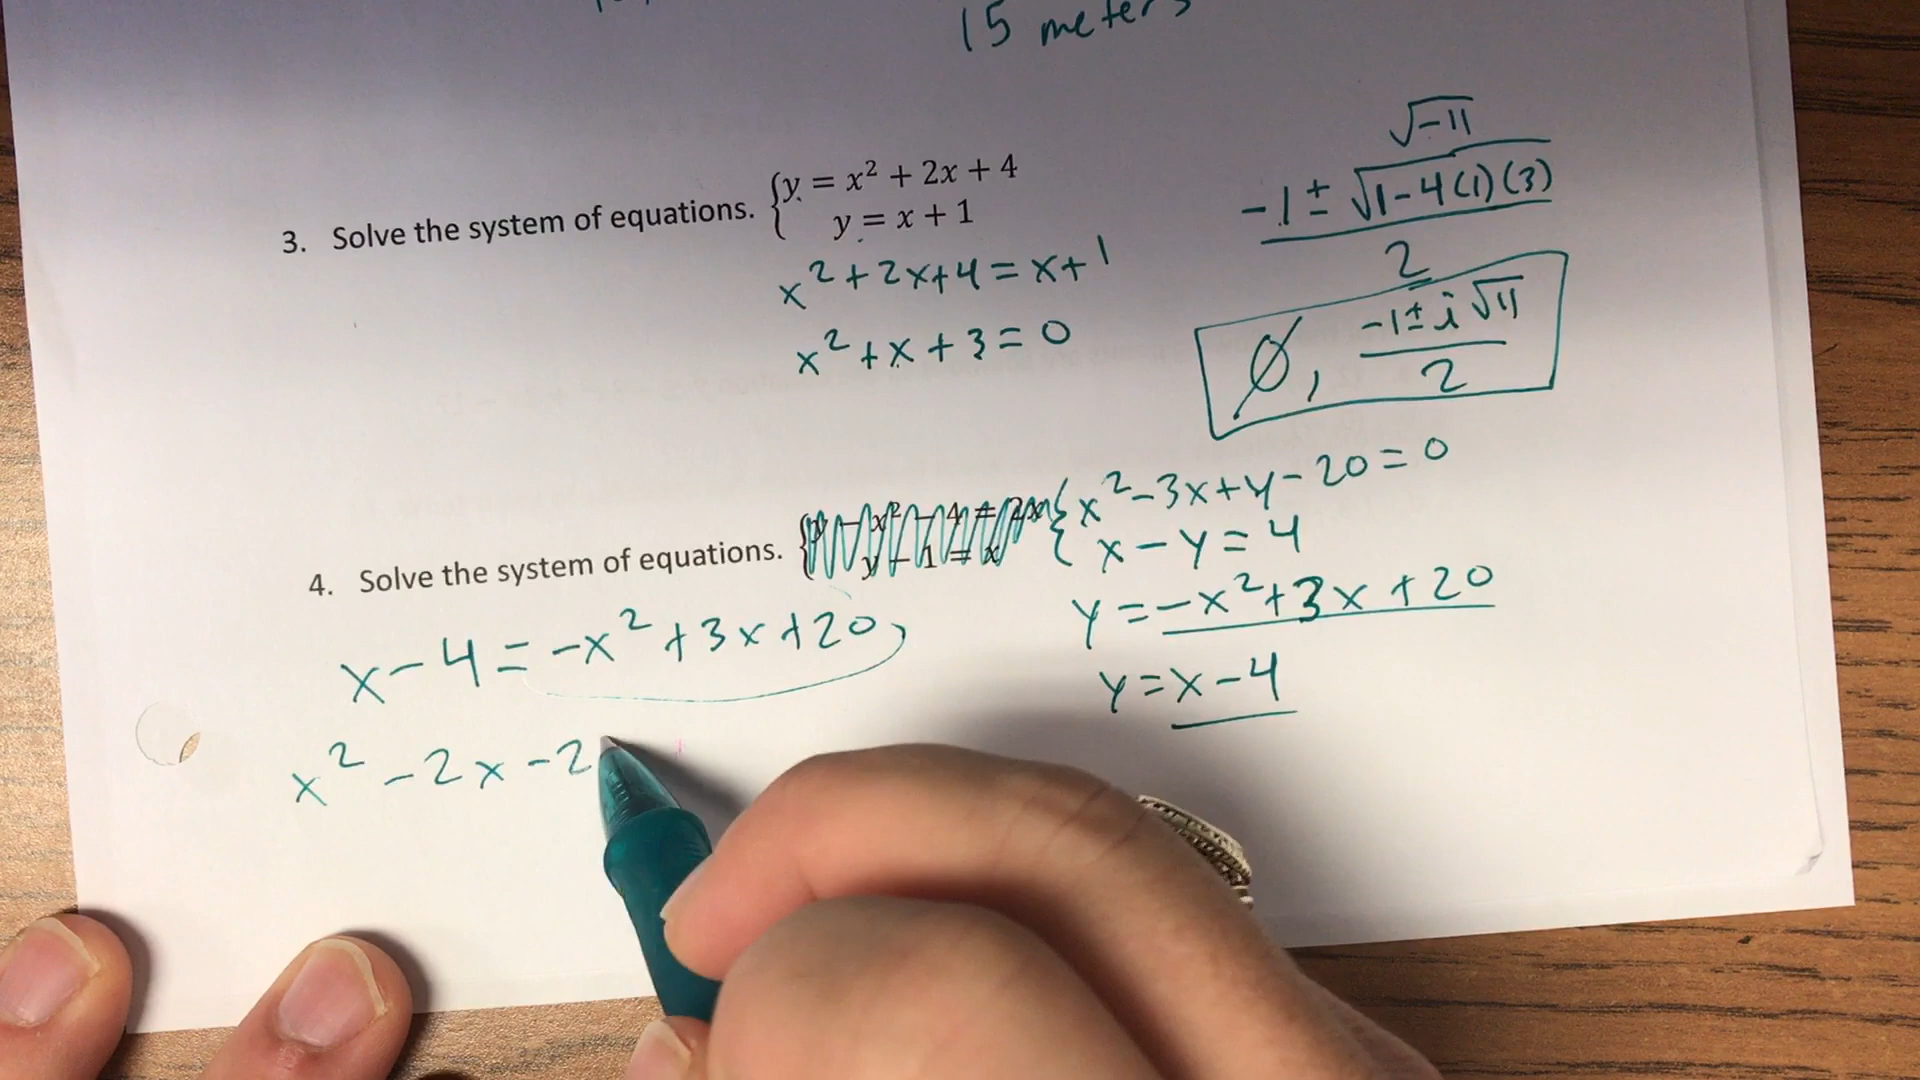 15 meters
3. Solve the system of equations. {y = x² + 2x + 4
y = x + 1
x² + 2x + 4 = x + 1
x² + x + 3 = 0
√-11
-1 ± √1-4(1)(3)
2
∅, -1 ± i√11
2
4. Solve the system of equations. { x² - 3x + y - 20 = 0
x - y = 4
y = -x² + 3x + 20
y = x - 4
x - 4 = -x² + 3x + 20
x² - 2x - 2